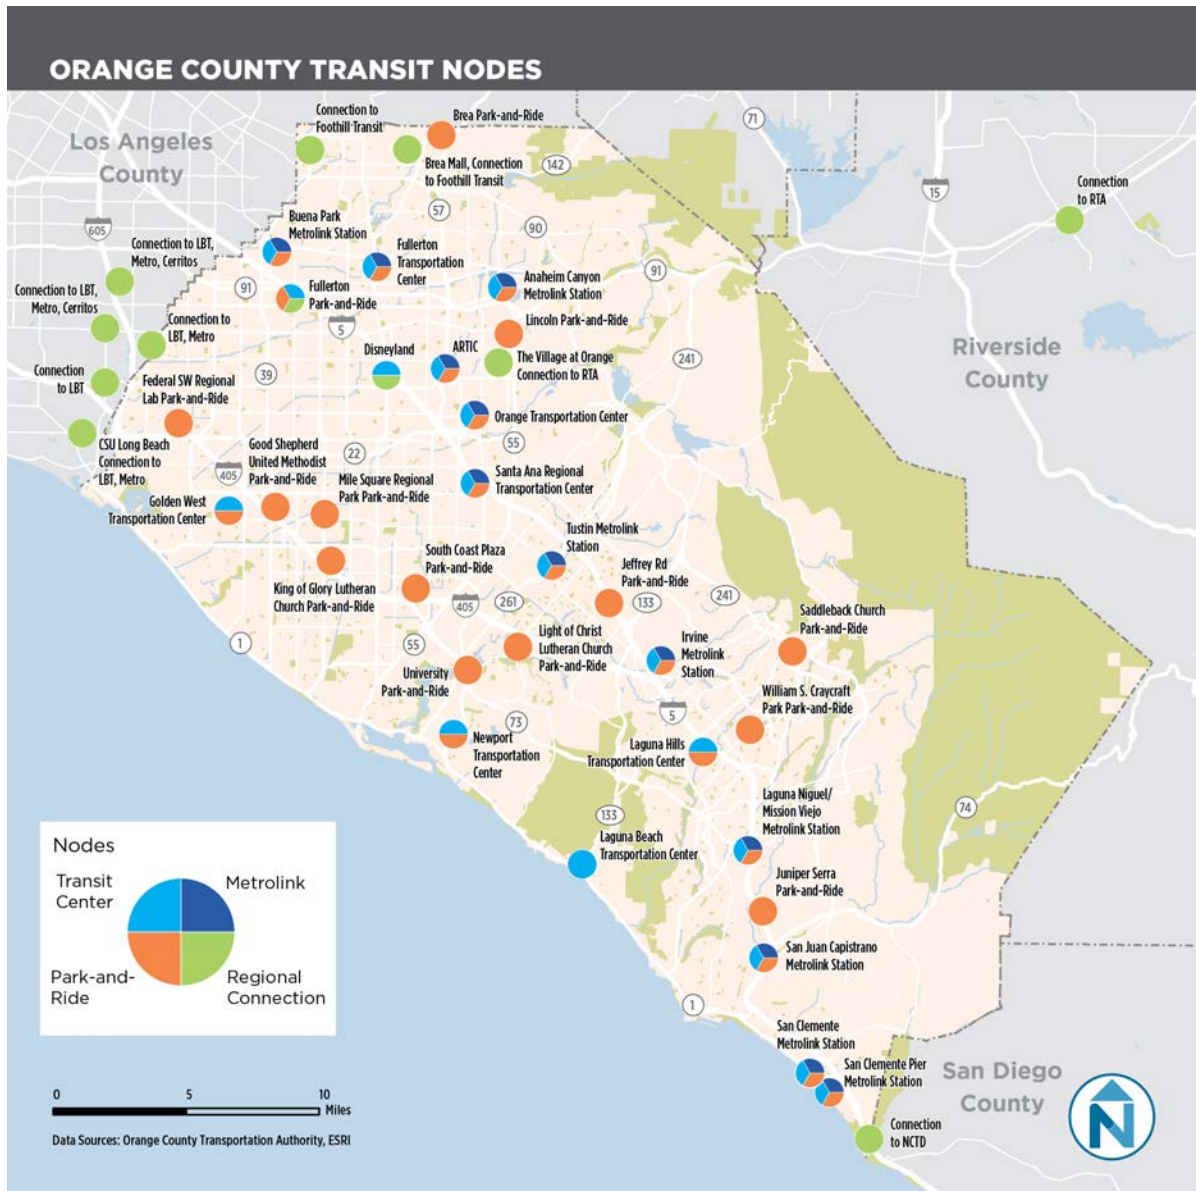 ORANGE COUNTY TRANSIT NODES
Los Angeles
County
Connection to
Foothill Transit
Brea Park-and-Ride
Brea Mall, Connection
to Foothill Transit
142
71
15
Connection
to RTA
57
90
91
605
Buena Park
Metrolink Station
Fullerton
Transportation
Center
Connection to LBT,
Metro, Cerritos
91
Fullerton
Park-and-Ride
Anaheim Canyon
Metrolink Station
Connection to LBT,
Metro, Cerritos
Connection to
LBT, Metro
5
Lincoln Park-and-Ride
Disneyland
ARTIC
The Village at Orange
Connection to RTA
241
Riverside
County
Connection
to LBT
Federal SW Regional
Lab Park-and-Ride
39
Orange Transportation Center
CSU Long Beach
Connection to
LBT, Metro
Good Shepherd
United Methodist
Park-and-Ride
22
55
405
Mile Square Regional
Park Park-and-Ride
Santa Ana Regional
Transportation Center
Golden West
Transportation Center
Tustin Metrolink
Station
South Coast Plaza
Park-and-Ride
Jeffrey Rd
Park-and-Ride
King of Glory Lutheran
Church Park-and-Ride
405
261
133
241
Saddleback Church
Park-and-Ride
1
55
Light of Christ
Lutheran Church
Park-and-Ride
Irvine
Metrolink
Station
University
Park-and-Ride
William S. Craycraft
Park Park-and-Ride
73
5
Newport
Transportation
Center
Laguna Hills
Transportation Center
Laguna Niguel/
Mission Viejo
Metrolink Station
74
133
Laguna Beach
Transportation Center
Juniper Serra
Park-and-Ride
San Juan Capistrano
Metrolink Station
1
San Clemente
Metrolink Station
San Clemente Pier
Metrolink Station
San Diego
County
Connection
to NCTD
Nodes
Transit
Center
Metrolink
Park-and-
Ride
Regional
Connection
0 5 10
Miles
Data Sources: Orange County Transportation Authority, ESRI
N